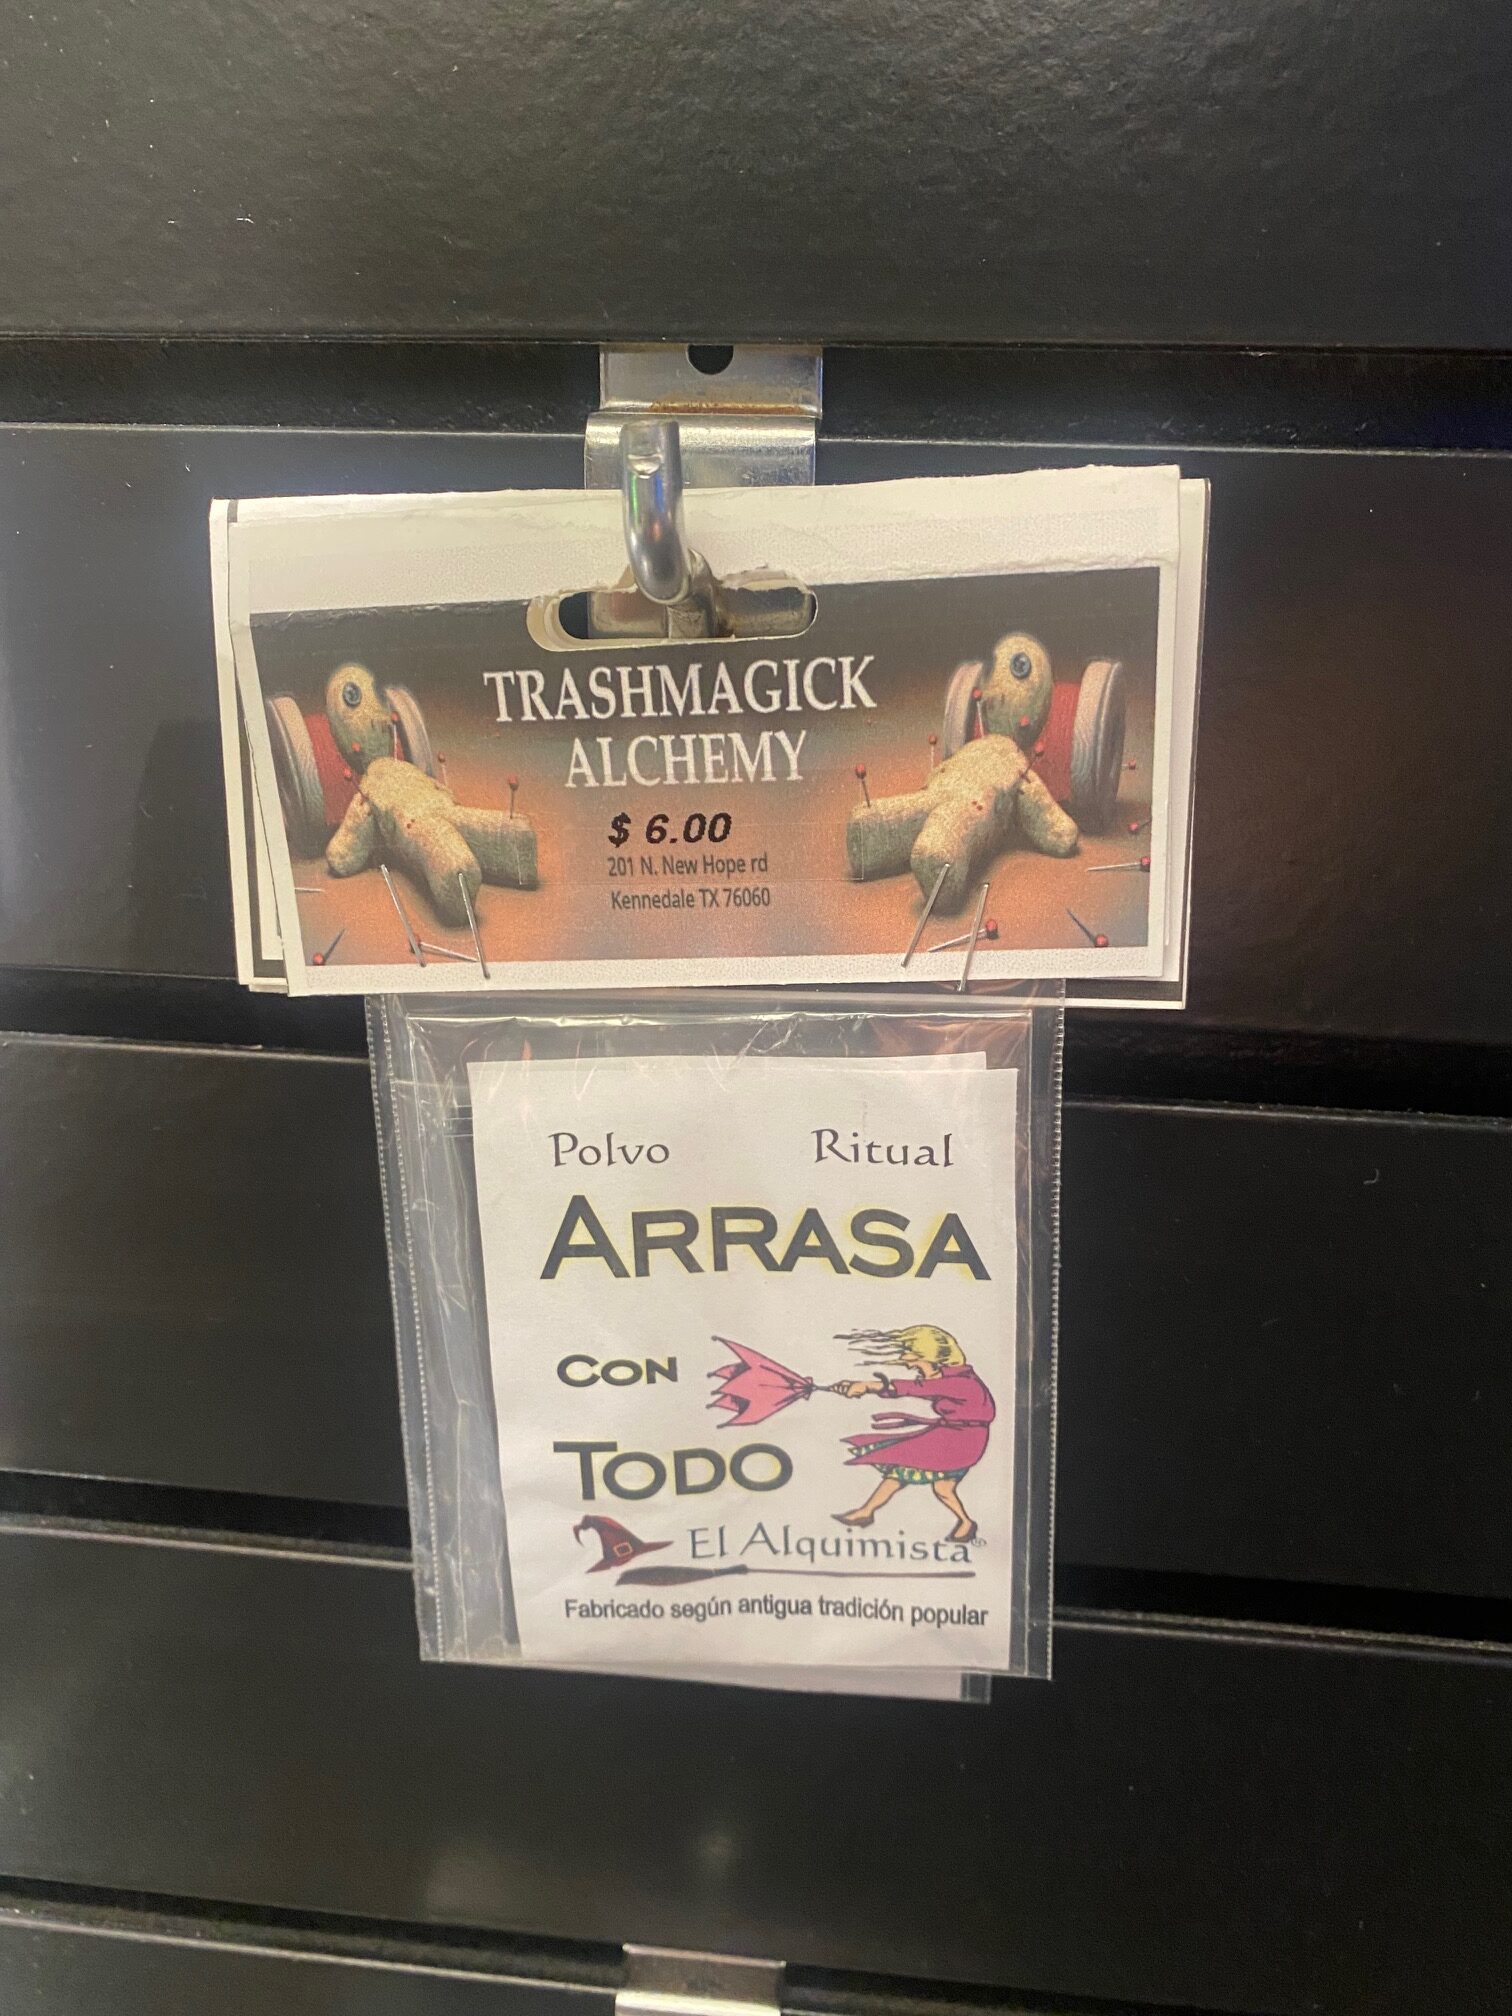 TRASHMAGICK
ALCHEMY
$ 6.00
201 N. New Hope rd
Kennedale TX 76060
Polvo Ritual
ARRASA
CON
TODO
El Alquimista
Fabricado según antigua tradición popular